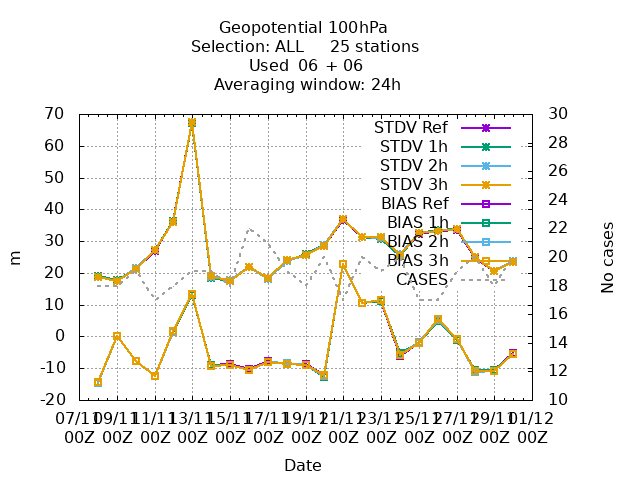 Geopotential 100hPa
Selection: ALL 25 stations
Used 06 + 06
Averaging window: 24h
70
60
50
40
30
20
10
0
-10
-20
m
30
28
26
24
22
20
18
16
14
12
10
No cases
STDV Ref
STDV 1h
STDV 2h
STDV 3h
BIAS Ref
BIAS 1h
BIAS 2h
BIAS 3h
CASES
07/11 09/11 11/11 13/11 15/11 17/11 19/11 21/11 23/11 25/11 27/11 29/11 01/12
00Z 00Z 00Z 00Z 00Z 00Z 00Z 00Z 00Z 00Z 00Z 00Z 00Z
Date